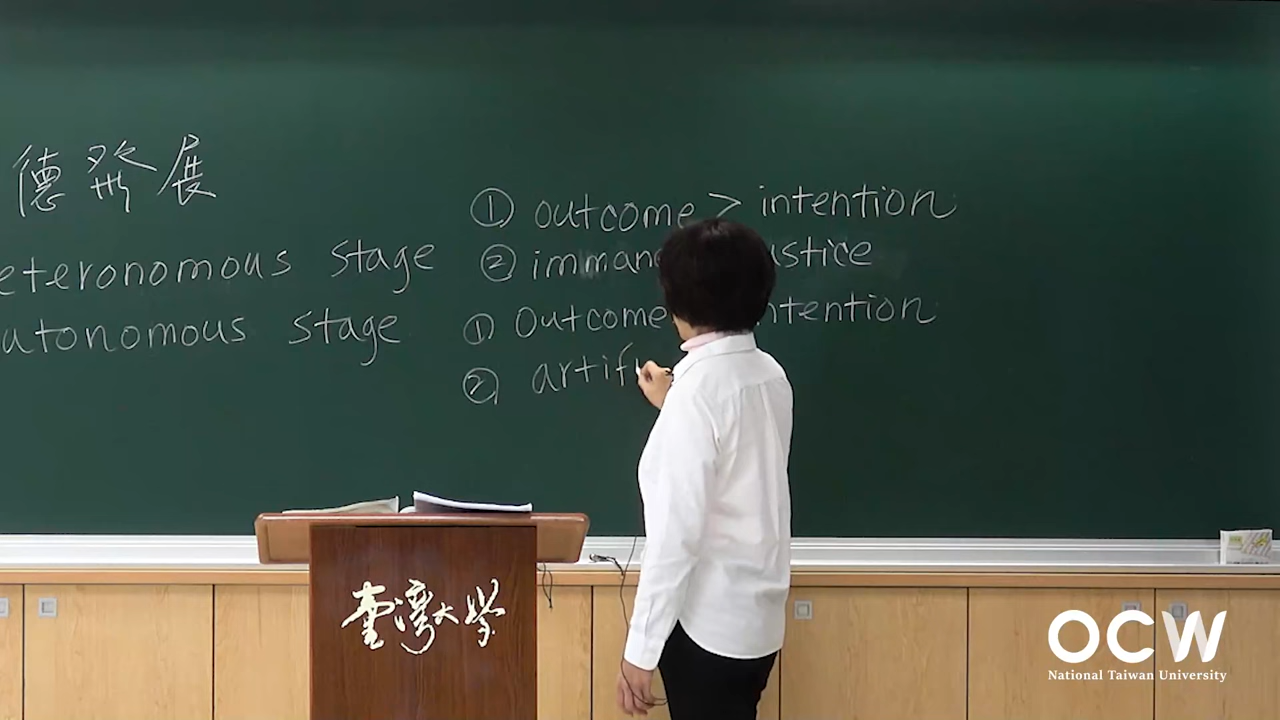 德發展
eteronomous stage
① outcome > intention
② imman ustice
utonomous stage
① Outcome ntention
② artif
臺灣大學
OCW
National Taiwan University